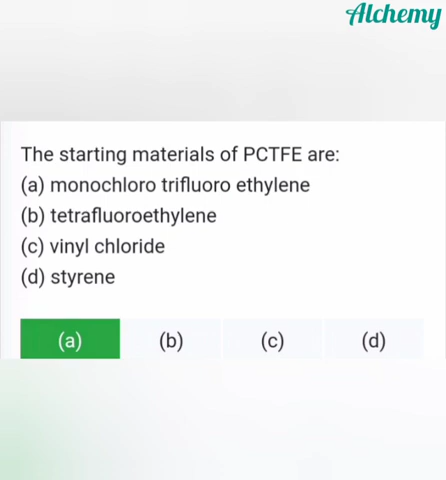 Alchemy
The starting materials of PCTFE are:
(a) monochloro trifluoro ethylene
(b) tetrafluoroethylene
(c) vinyl chloride
(d) styrene
(a) (b) (c) (d)